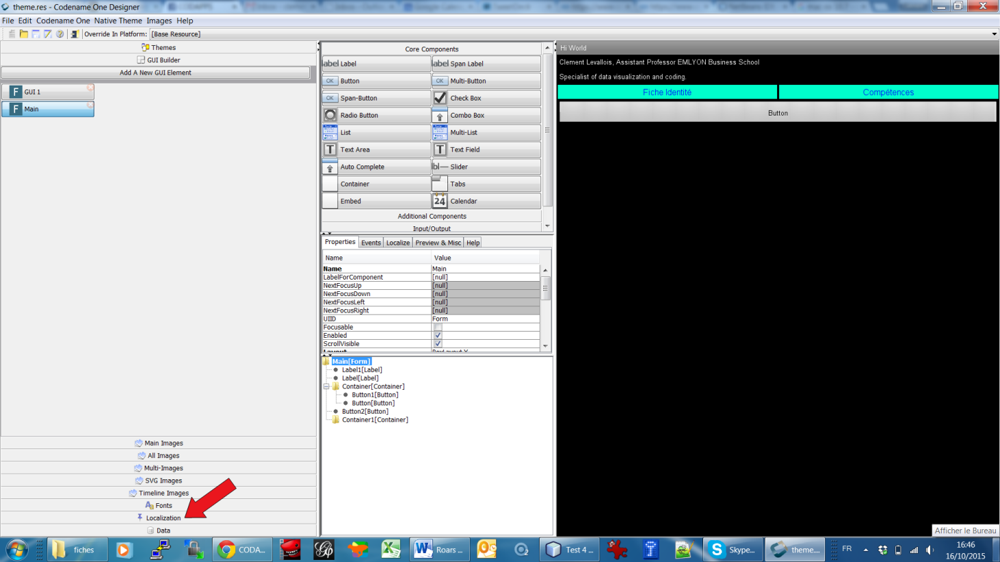 theme.res - Codename One Designer
File Edit Codename One Native Theme Images Help
Override In Platform: [Base Resource]
Themes
GUI Builder
Add A New GUI Element
F GUI 1
F Main
Main Images
All Images
Multi-Images
SVG Images
Timeline Images
Fonts
Localization
Data
Core Components
label Label
label Span Label
OK Button
OK Multi-Button
OK Span-Button
Check Box
Radio Button
Combo Box
List
Multi-List
T Text Area
T Text Field
Auto Complete
Slider
Container
Tabs
Embed
24 Calendar
Additional Components
Input/Output
Properties Events Localize Preview & Misc Help
Name Value
Name Main
LabelForComponent [null]
NextFocusUp [null]
NextFocusDown [null]
NextFocusLeft [null]
NextFocusRight [null]
UIID Form
Focusable
Enabled
ScrollVisible
Layout BoxLayout Y
Main[Form]
Label1[Label]
Label[Label]
Container[Container]
Button1[Button]
Button[Button]
Button2[Button]
Container1[Container]
Hi World
Clement Levallois, Assistant Professor EMLYON Business School
Specialist of data visualization and coding.
Fiche Identité Compétences
Button
Afficher le Bureau
fiches
CODA...
Roars ...
Test 4 ...
Skype...
theme....
FR
16:46
16/10/2015